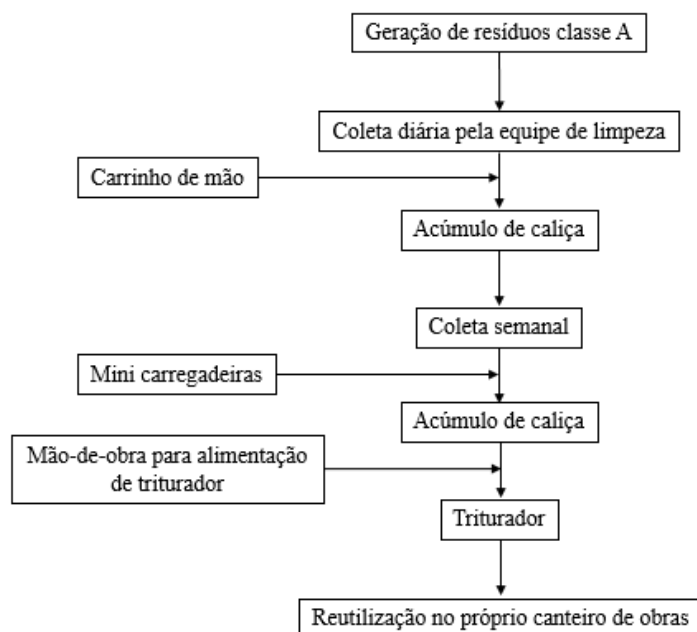 Geração de resíduos classe A
Coleta diária pela equipe de limpeza
Carrinho de mão
Acúmulo de caliça
Coleta semanal
Mini carregadeiras
Acúmulo de caliça
Mão-de-obra para alimentação
de triturador
Triturador
Reutilização no próprio canteiro de obras